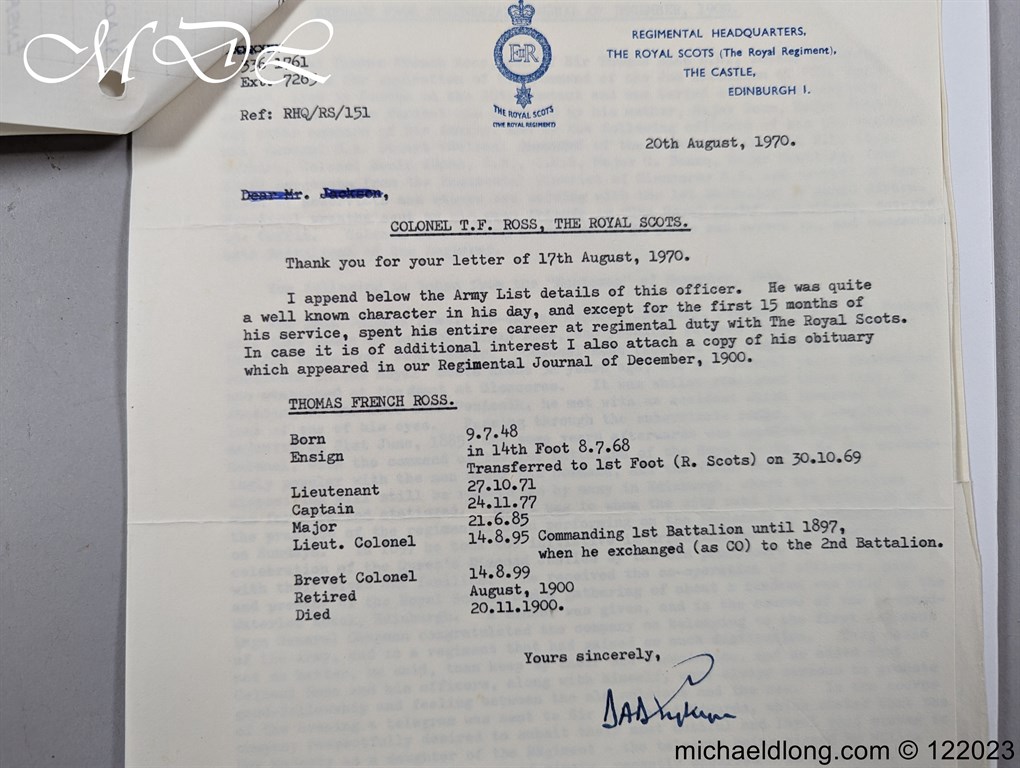 MDL
REGIMENTAL HEADQUARTERS,
THE ROYAL SCOTS (The Royal Regiment),
THE CASTLE,
EDINBURGH 1.
EIIR
THE ROYAL SCOTS
(THE ROYAL REGIMENT)
Ref: RHQ/RS/151
20th August, 1970.
Dear Mr. Jackson,
COLONEL T.F. ROSS, THE ROYAL SCOTS.
Thank you for your letter of 17th August, 1970.
I append below the Army List details of this officer. He was quite
a well known character in his day, and except for the first 15 months of
his service, spent his entire career at regimental duty with The Royal Scots.
In case it is of additional interest I also attach a copy of his obituary
which appeared in our Regimental Journal of December, 1900.
THOMAS FRENCH ROSS.
Born 9.7.48
Ensign in 14th Foot 8.7.68
Transferred to 1st Foot (R. Scots) on 30.10.69
Lieutenant 27.10.71
Captain 24.11.77
Major 21.6.85
Lieut. Colonel 14.8.95 Commanding 1st Battalion until 1897,
when he exchanged (as CO) to the 2nd Battalion.
Brevet Colonel 14.8.99
Retired August, 1900
Died 20.11.1900.
Yours sincerely,
michaeldlong.com © 122023